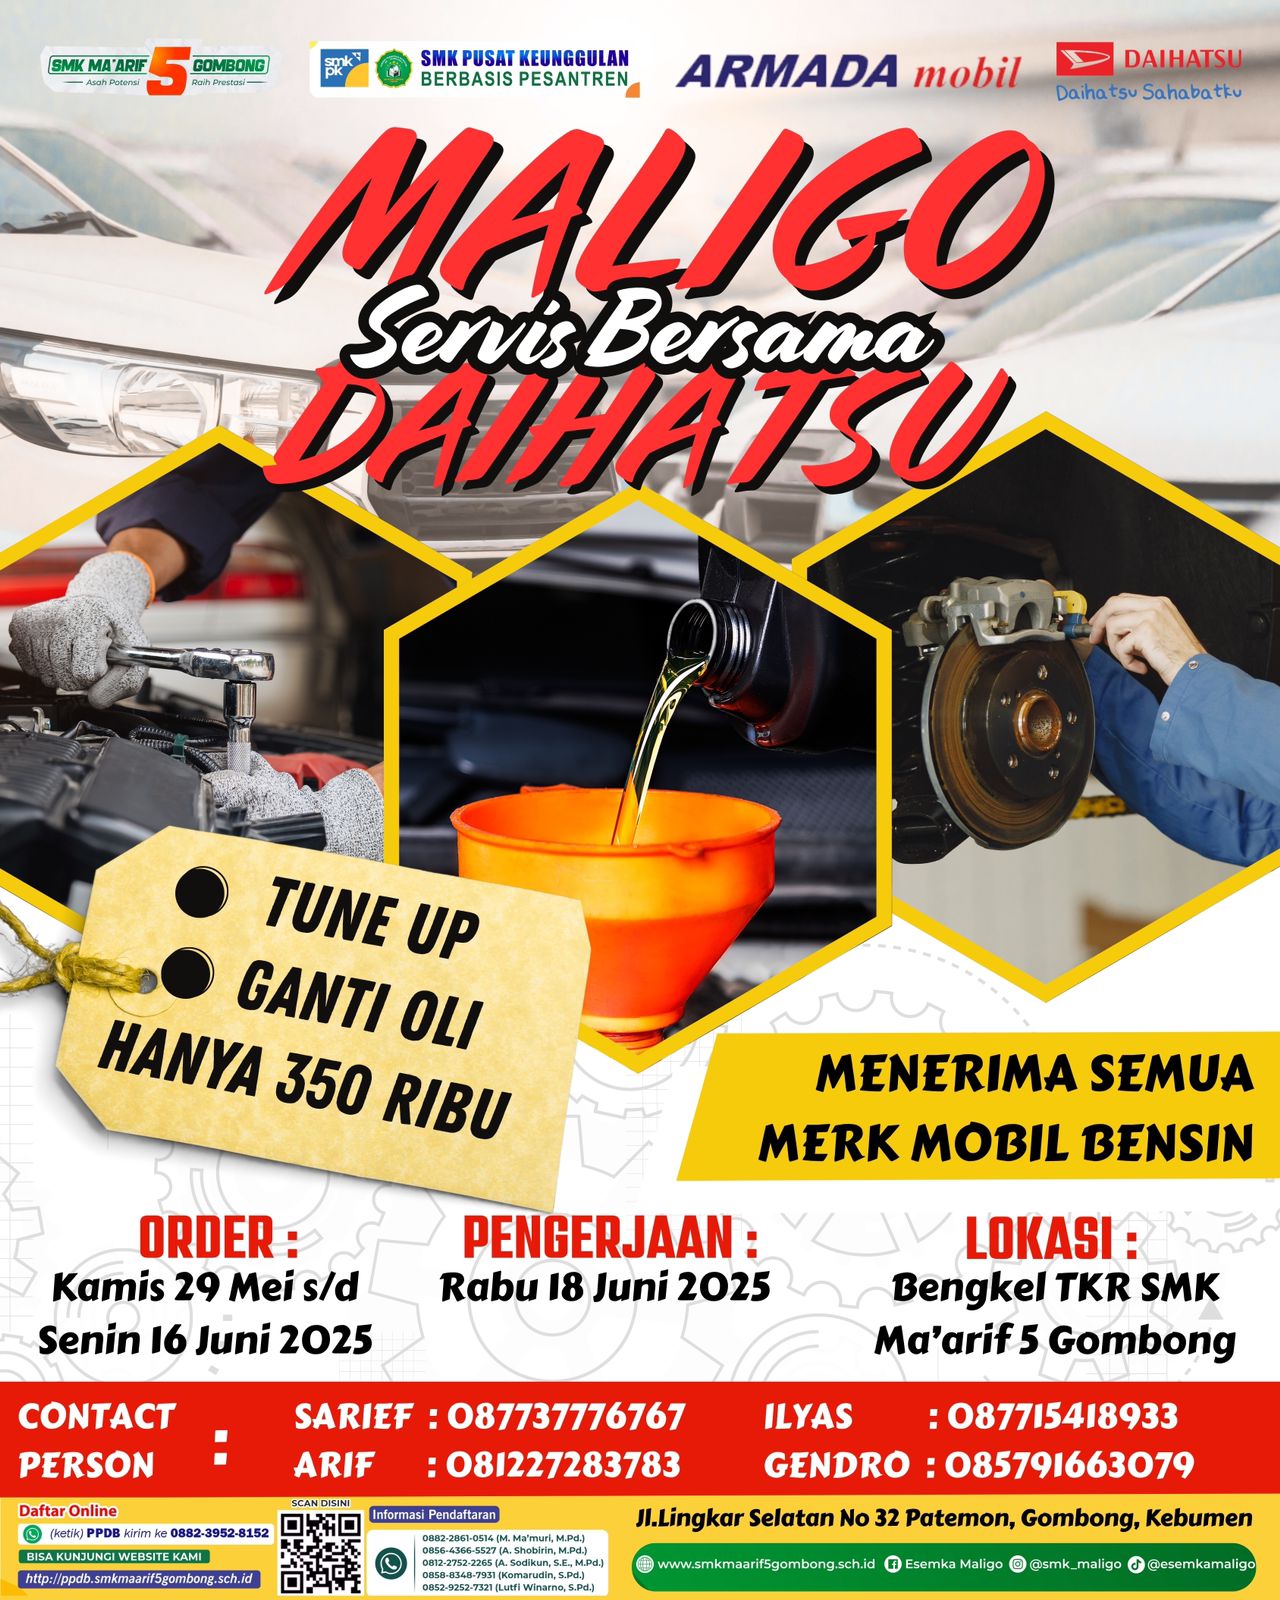 SMK MA'ARIF 5 GOMBONG
Asah Potensi Raih Prestasi
smk pk
SMK PUSAT KEUNGGULAN
BERBASIS PESANTREN
ARMADA mobil
DAIHATSU
Daihatsu Sahabatku
MALIGO
Servis Bersama
DAIHATSU
TUNE UP
GANTI OLI
HANYA 350 RIBU
MENERIMA SEMUA
MERK MOBIL BENSIN
ORDER :
Kamis 29 Mei s/d
Senin 16 Juni 2025
PENGERJAAN :
Rabu 18 Juni 2025
LOKASI :
Bengkel TKR SMK
Ma'arif 5 Gombong
CONTACT
PERSON :
SARIEF : 087737776767
ARIF : 081227283783
ILYAS : 087715418933
GENDRO : 085791663079
Daftar Online
(ketik) PPDB kirim ke 0882-3952-8152
BISA KUNJUNGI WEBSITE KAMI
http://ppdb.smkmaarif5gombong.sch.id
SCAN DISINI
Informasi Pendaftaran
0882-2861-0514 (M. Ma'muri, M.Pd.)
0856-4366-5527 (A. Shobirin, M.Pd)
0812-2752-2265 (A. Sodikun, S.E., M.Pd.)
0858-8348-7931 (Komarudin, S.Pd)
0852-9252-7321 (Lutfi Winarno, S.Pd.)
Jl.Lingkar Selatan No 32 Patemon, Gombong, Kebumen
www.smkmaarif5gombong.sch.id Esemka Maligo @smk_maligo @esemkamaligo